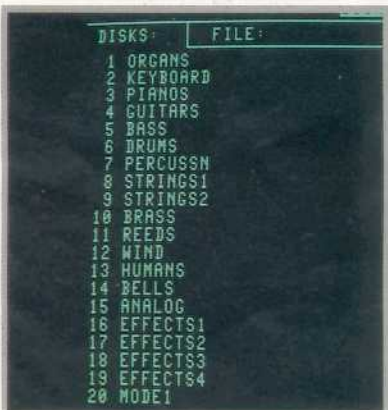 DISKS: FILE:
1 ORGANS
2 KEYBOARD
3 PIANOS
4 GUITARS
5 BASS
6 DRUMS
7 PERCUSSN
8 STRINGS1
9 STRINGS2
10 BRASS
11 REEDS
12 WIND
13 HUMANS
14 BELLS
15 ANALOG
16 EFFECTS1
17 EFFECTS2
18 EFFECTS3
19 EFFECTS4
20 MODE1